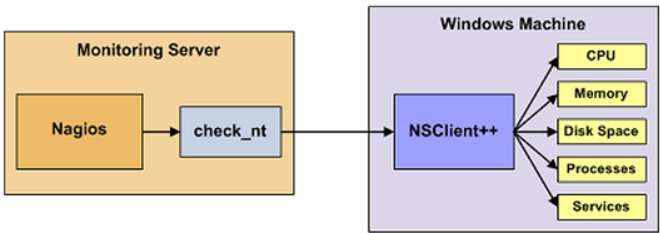 Monitoring Server
Nagios
check_nt
Windows Machine
NSClient++
CPU
Memory
Disk Space
Processes
Services